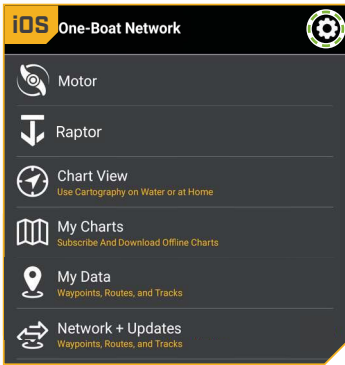 iOS One-Boat Network
Motor
Raptor
Chart View
Use Cartography on Water or at Home
My Charts
Subscribe And Download Offline Charts
My Data
Waypoints, Routes, and Tracks
Network + Updates
Waypoints, Routes, and Tracks